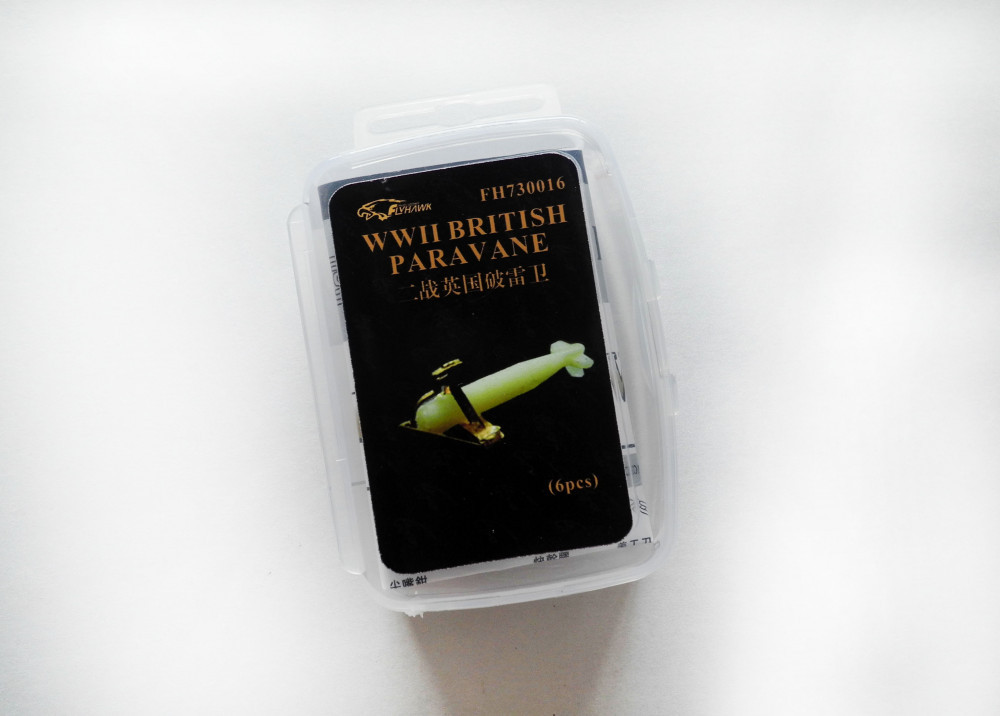 FH730016
FLYHAWK
WWII BRITISH
PARAVANE
二战英国破雷卫
(6pcs)